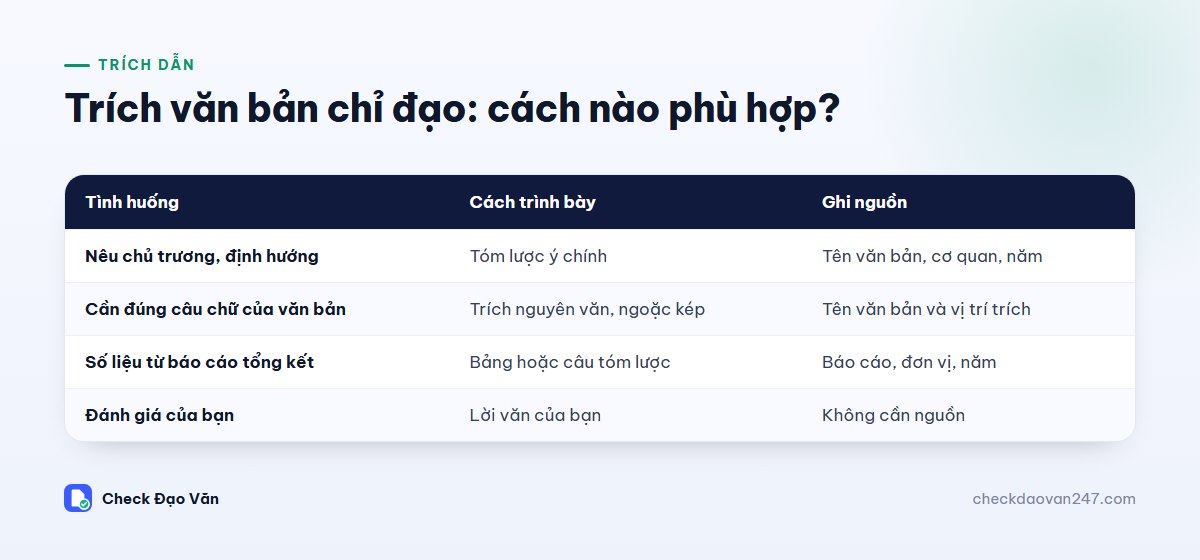 TRÍCH DẪN
Trích văn bản chỉ đạo: cách nào phù hợp?
Tình huống Cách trình bày Ghi nguồn
Nêu chủ trương, định hướng Tóm lược ý chính Tên văn bản, cơ quan, năm
Cần đúng câu chữ của văn bản Trích nguyên văn, ngoặc kép Tên văn bản và vị trí trích
Số liệu từ báo cáo tổng kết Bảng hoặc câu tóm lược Báo cáo, đơn vị, năm
Đánh giá của bạn Lời văn của bạn Không cần nguồn
Check Đạo Văn checkdaovan247.com